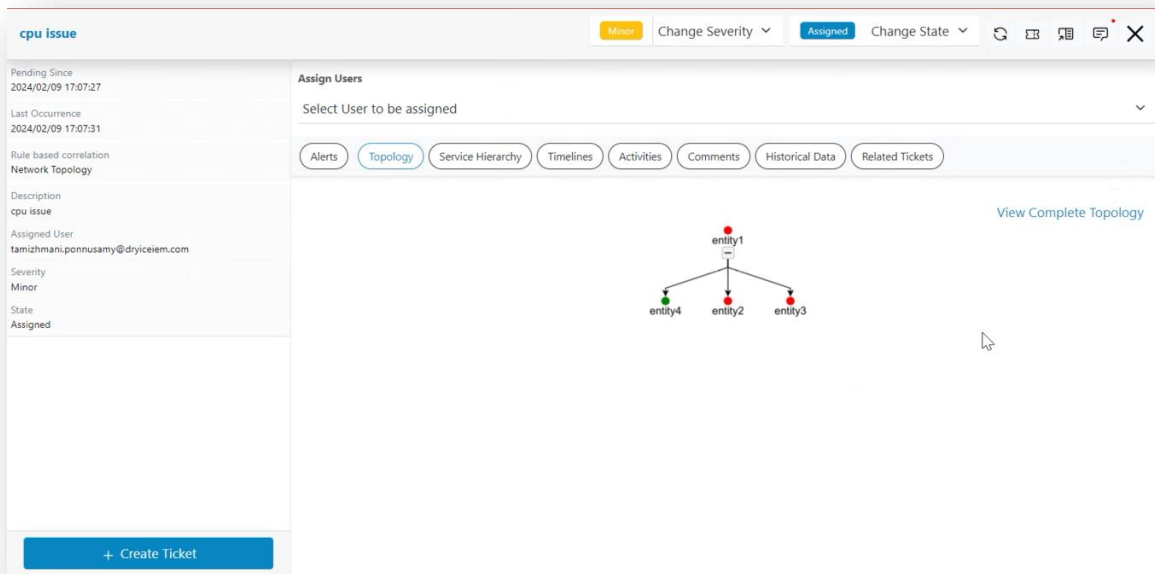 cpu issue
Minor
Change Severity
Assigned
Change State
Pending Since
2024/02/09 17:07:27
Last Occurrence
2024/02/09 17:07:31
Rule based correlation
Network Topology
Description
cpu issue
Assigned User
tamizhmani.ponnusamy@dryiceiem.com
Severity
Minor
State
Assigned
+ Create Ticket
Assign Users
Select User to be assigned
Alerts
Topology
Service Hierarchy
Timelines
Activities
Comments
Historical Data
Related Tickets
View Complete Topology
entity1
entity4
entity2
entity3